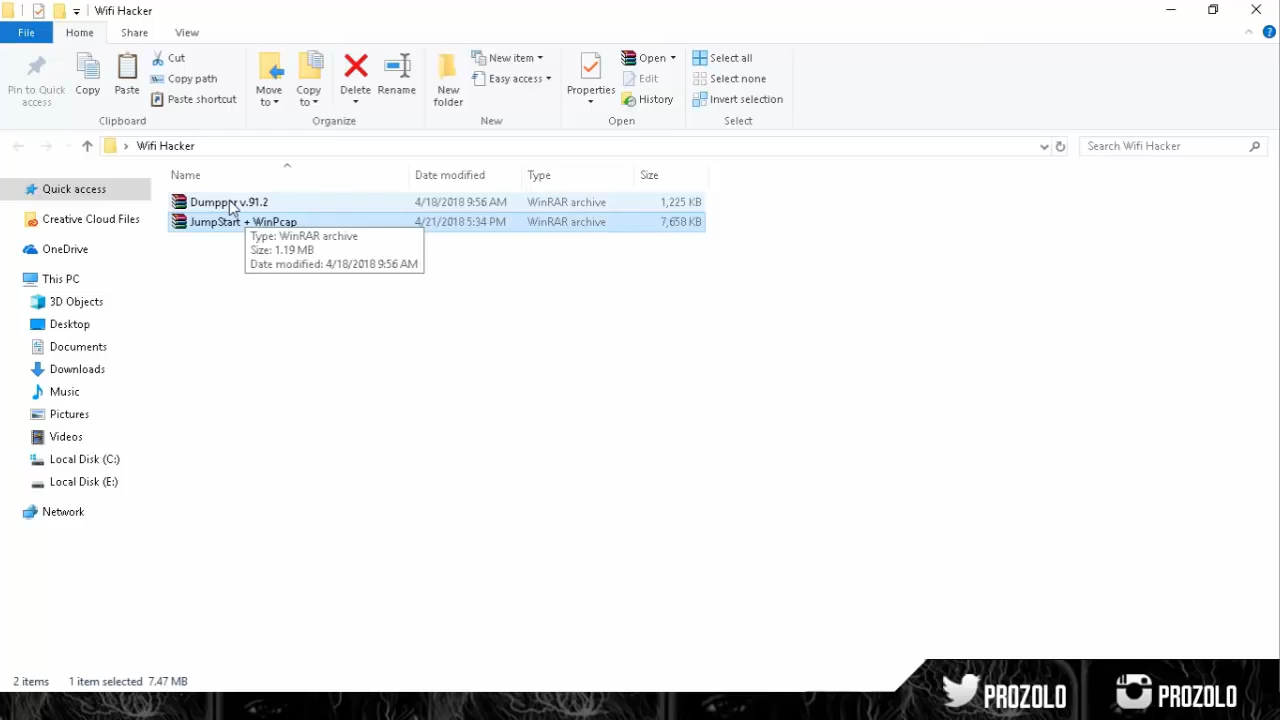 Wifi Hacker
File Home Share View
Pin to Quick access
Copy
Paste
Cut
Copy path
Paste shortcut
Clipboard
Move to
Copy to
Delete
Rename
Organize
New folder
New item
Easy access
New
Properties
Open
Edit
History
Open
Select all
Select none
Invert selection
Select
Wifi Hacker
Search Wifi Hacker
Name Date modified Type Size
Dumpper v.91.2 4/18/2018 9:56 AM WinRAR archive 1,225 KB
JumpStart + WinPcap 4/21/2018 5:34 PM WinRAR archive 7,658 KB
Type: WinRAR archive
Size: 1.19 MB
Date modified: 4/18/2018 9:56 AM
Quick access
Creative Cloud Files
OneDrive
This PC
3D Objects
Desktop
Documents
Downloads
Music
Pictures
Videos
Local Disk (C:)
Local Disk (E:)
Network
2 items 1 item selected 7.47 MB
PROZOLO PROZOLO